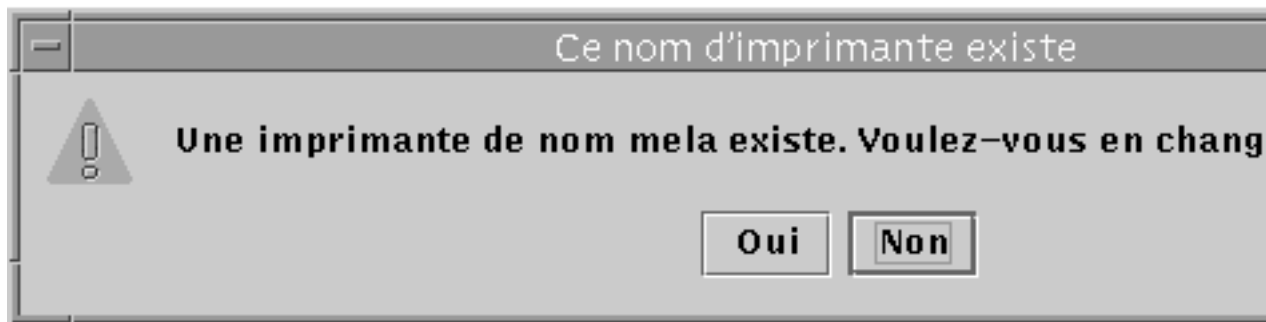 Ce nom d'imprimante existe
Une imprimante de nom mela existe. Voulez-vous en chang
Oui
Non